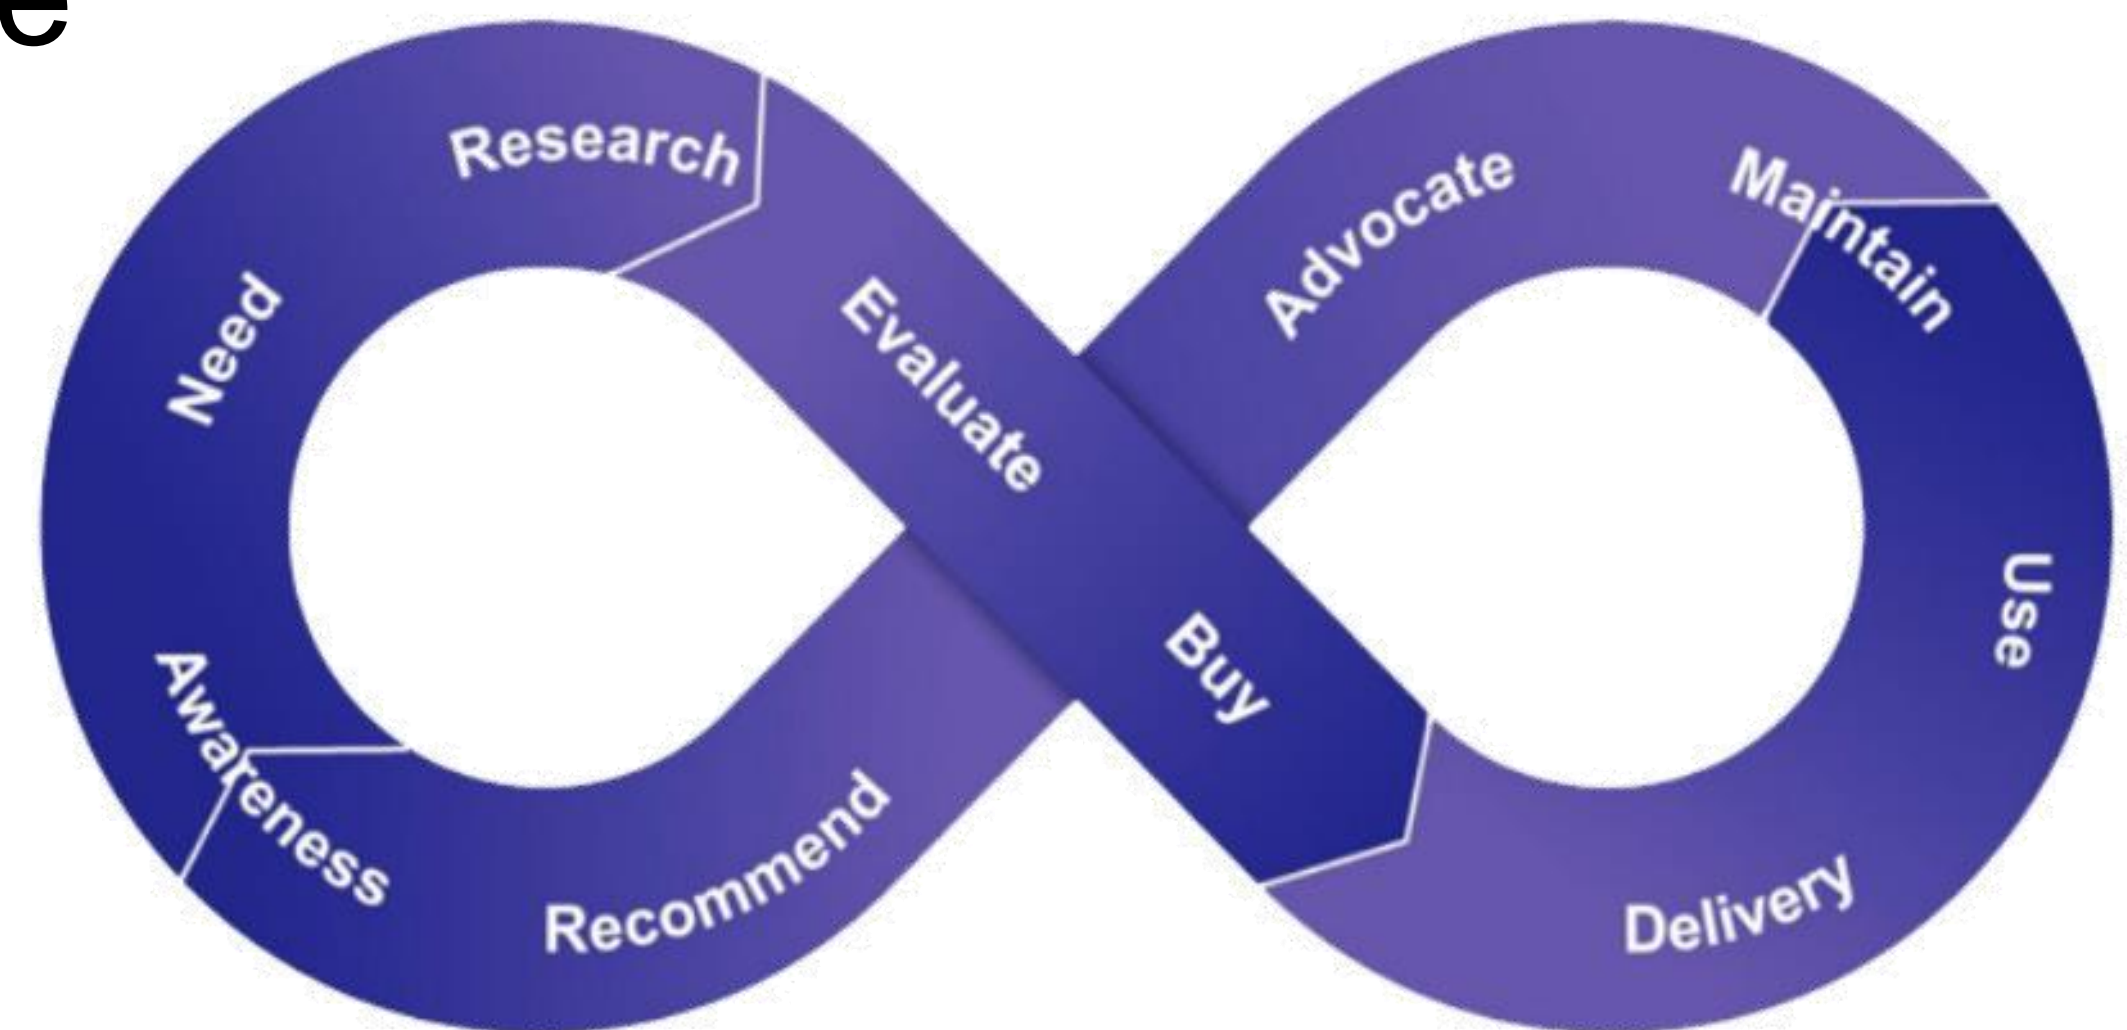 e
Research
Need
Awareness
Recommend
Evaluate
Buy
Advocate
Maintain
Use
Delivery